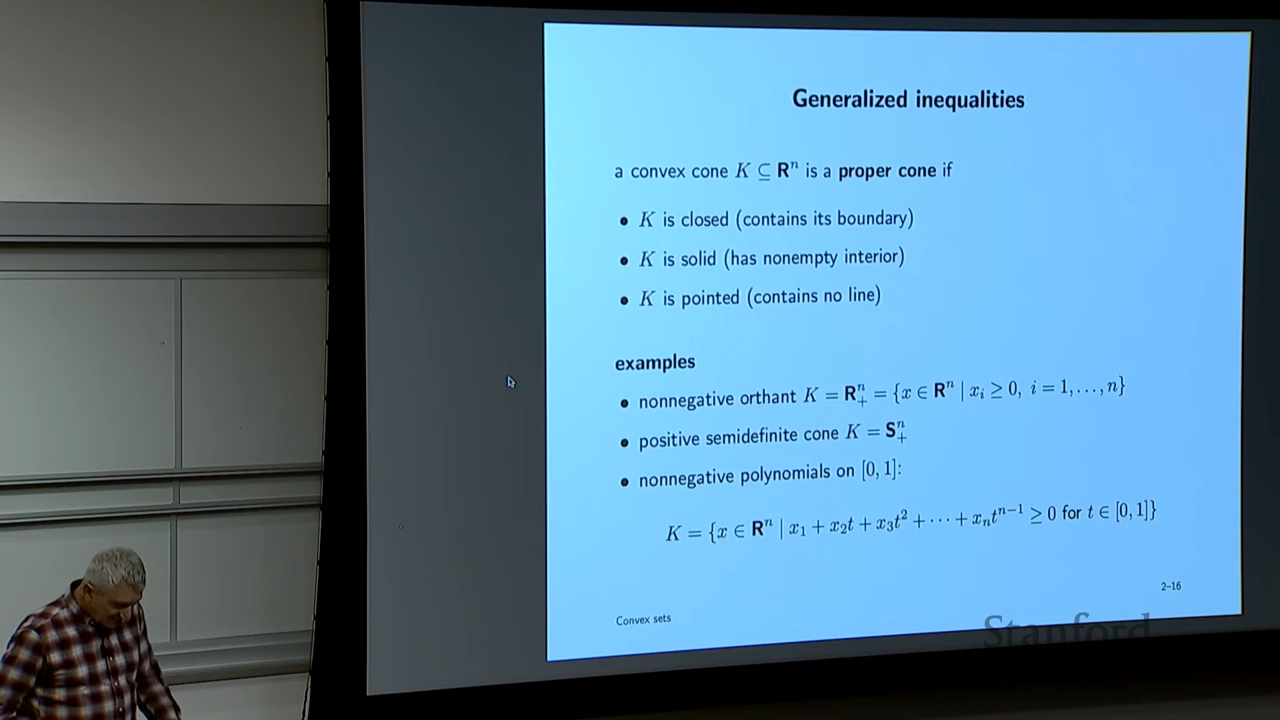 Generalized inequalities
a convex cone K ⊆ R^n is a proper cone if
• K is closed (contains its boundary)
• K is solid (has nonempty interior)
• K is pointed (contains no line)
examples
• nonnegative orthant K = R^n_+ = {x ∈ R^n | x_i ≥ 0, i = 1, . . . , n}
• positive semidefinite cone K = S^n_+
• nonnegative polynomials on [0, 1]:
K = {x ∈ R^n | x_1 + x_2t + x_3t^2 + · · · + x_nt^{n−1} ≥ 0 for t ∈ [0, 1]}
Convex sets
2–16
Stanford